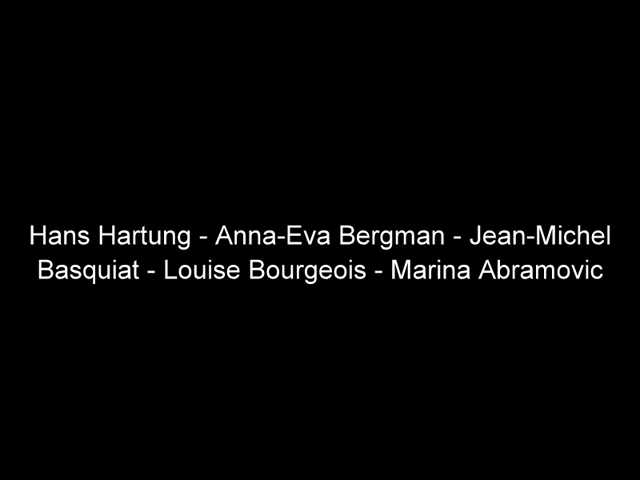 Hans Hartung - Anna-Eva Bergman - Jean-Michel
Basquiat - Louise Bourgeois - Marina Abramovic